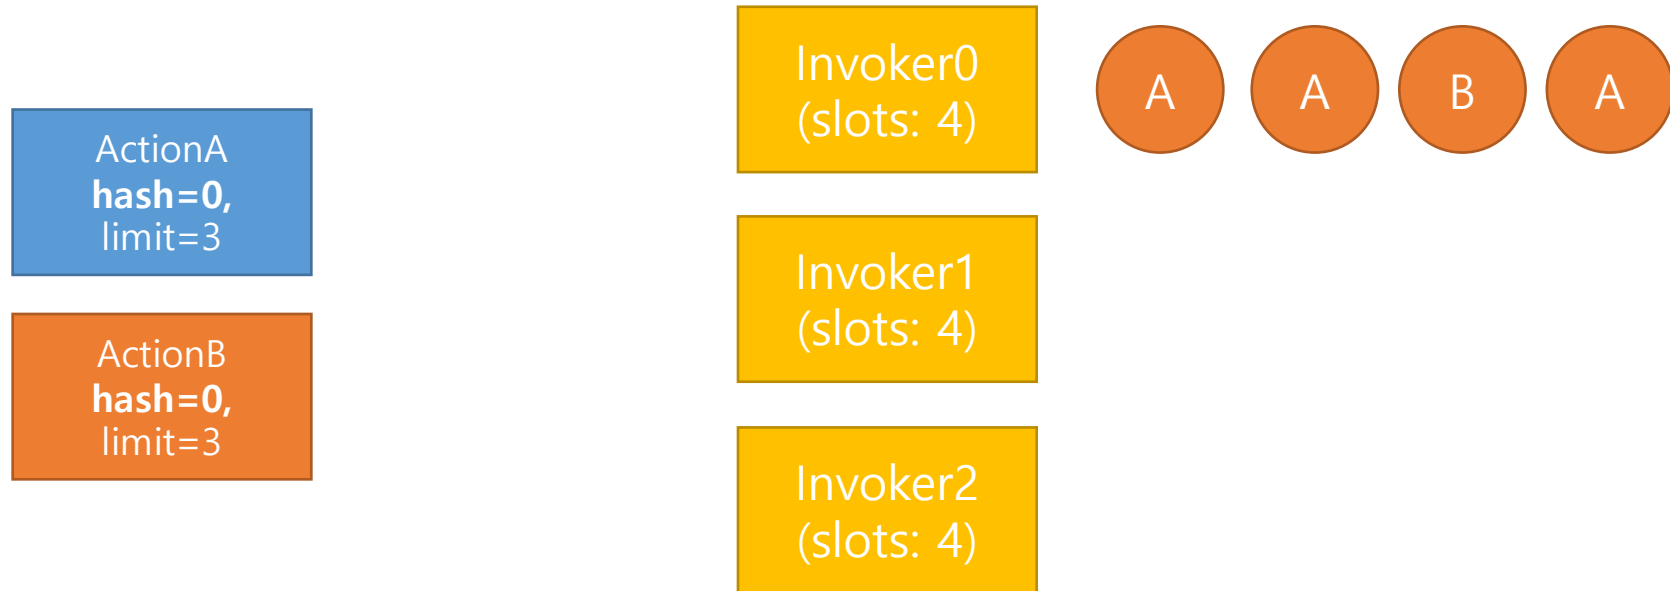 ActionA
hash=0,
limit=3
ActionB
hash=0,
limit=3
Invoker0
(slots: 4)
A A B A
Invoker1
(slots: 4)
Invoker2
(slots: 4)